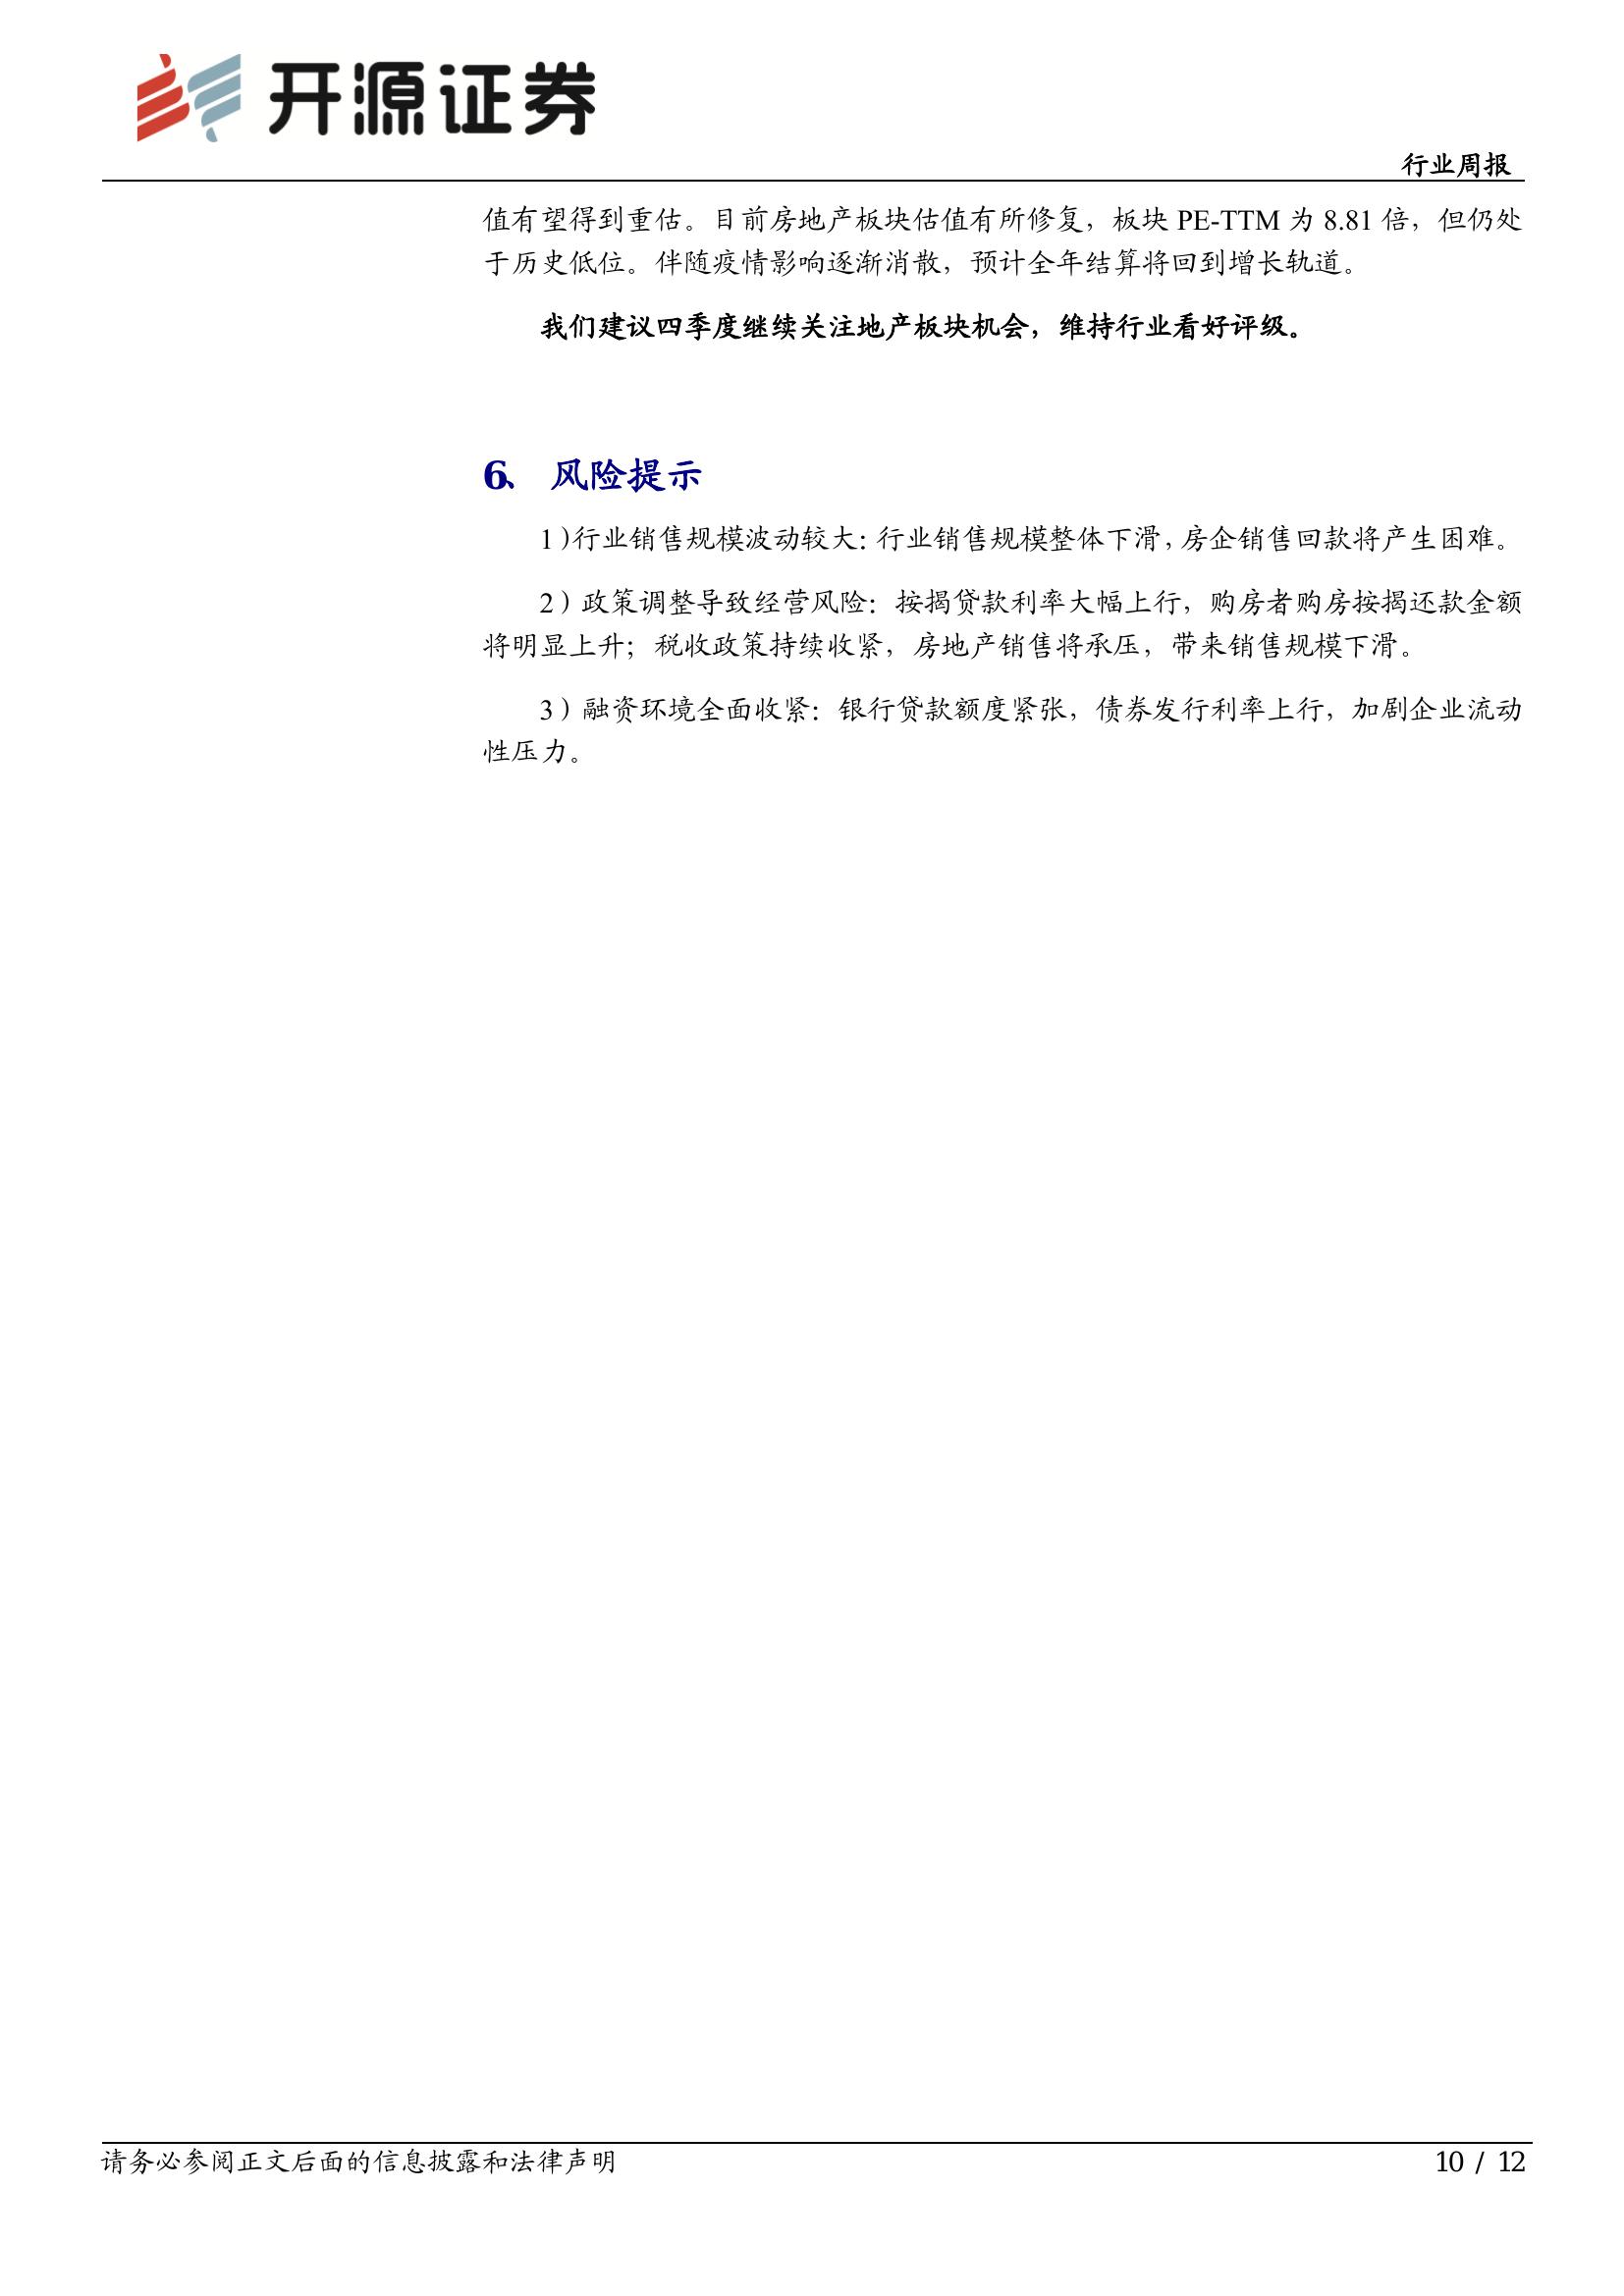 开源证券
行业周报
值有望得到重估。目前房地产板块估值有所修复，板块 PE-TTM 为 8.81 倍，但仍处
于历史低位。伴随疫情影响逐渐消散，预计全年结算将回到增长轨道。
我们建议四季度继续关注地产板块机会，维持行业看好评级。
6、 风险提示
1）行业销售规模波动较大：行业销售规模整体下滑，房企销售回款将产生困难。
2）政策调整导致经营风险：按揭贷款利率大幅上行，购房者购房按揭还款金额
将明显上升；税收政策持续收紧，房地产销售将承压，带来销售规模下滑。
3）融资环境全面收紧：银行贷款额度紧张，债券发行利率上行，加剧企业流动
性压力。
请务必参阅正文后面的信息披露和法律声明
10 / 12